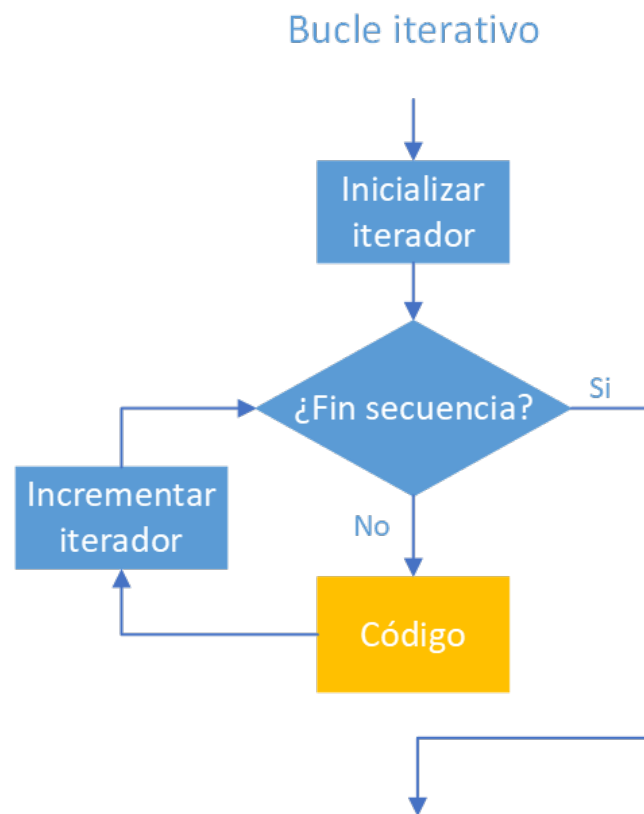 Bucle iterativo
Inicializar
iterador
¿Fin secuencia?
Si
Incrementar
iterador
No
Código